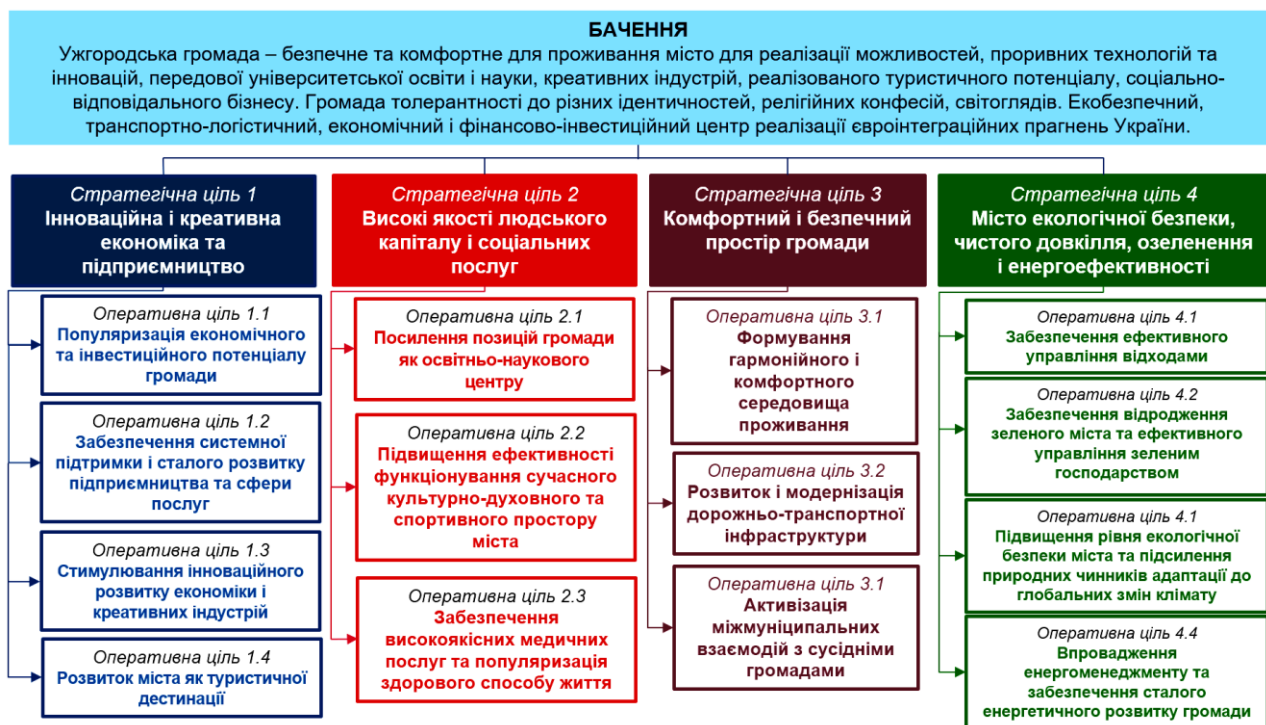 БАЧЕННЯ
Ужгородська громада – безпечне та комфортне для проживання місто для реалізації можливостей, проривних технологій та
інновацій, передової університетської освіти і науки, креативних індустрій, реалізованого туристичного потенціалу, соціально-
відповідального бізнесу. Громада толерантності до різних ідентичностей, релігійних конфесій, світоглядів. Екобезпечний,
транспортно-логістичний, економічний і фінансово-інвестиційний центр реалізації євроінтеграційних прагнень України.
Стратегічна ціль 1
Інноваційна і креативна
економіка та
підприємництво
Оперативна ціль 1.1
Популяризація економічного
та інвестиційного потенціалу
громади
Оперативна ціль 1.2
Забезпечення системної
підтримки і сталого розвитку
підприємництва та сфери
послуг
Оперативна ціль 1.3
Стимулювання інноваційного
розвитку економіки і
креативних індустрій
Оперативна ціль 1.4
Розвиток міста як туристичної
дестинації
Стратегічна ціль 2
Високі якості людського
капіталу і соціальних
послуг
Оперативна ціль 2.1
Посилення позицій громади
як освітньо-наукового
центру
Оперативна ціль 2.2
Підвищення ефективності
функціонування сучасного
культурно-духовного та
спортивного простору
міста
Оперативна ціль 2.3
Забезпечення
високоякісних медичних
послуг та популяризація
здорового способу життя
Стратегічна ціль 3
Комфортний і безпечний
простір громади
Оперативна ціль 3.1
Формування
гармонійного і
комфортного
середовища
проживання
Оперативна ціль 3.2
Розвиток і модернізація
дорожньо-транспортної
інфраструктури
Оперативна ціль 3.1
Активізація
міжмуніципальних
взаємодій з сусідніми
громадами
Стратегічна ціль 4
Місто екологічної безпеки,
чистого довкілля, озеленення
і енергоефективності
Оперативна ціль 4.1
Забезпечення ефективного
управління відходами
Оперативна ціль 4.2
Забезпечення відродження
зеленого міста та ефективного
управління зеленим
господарством
Оперативна ціль 4.1
Підвищення рівня екологічної
безпеки міста та підсилення
природних чинників адаптації до
глобальних змін клімату
Оперативна ціль 4.4
Впровадження
енергоменеджменту та
забезпечення сталого
енергетичного розвитку громади